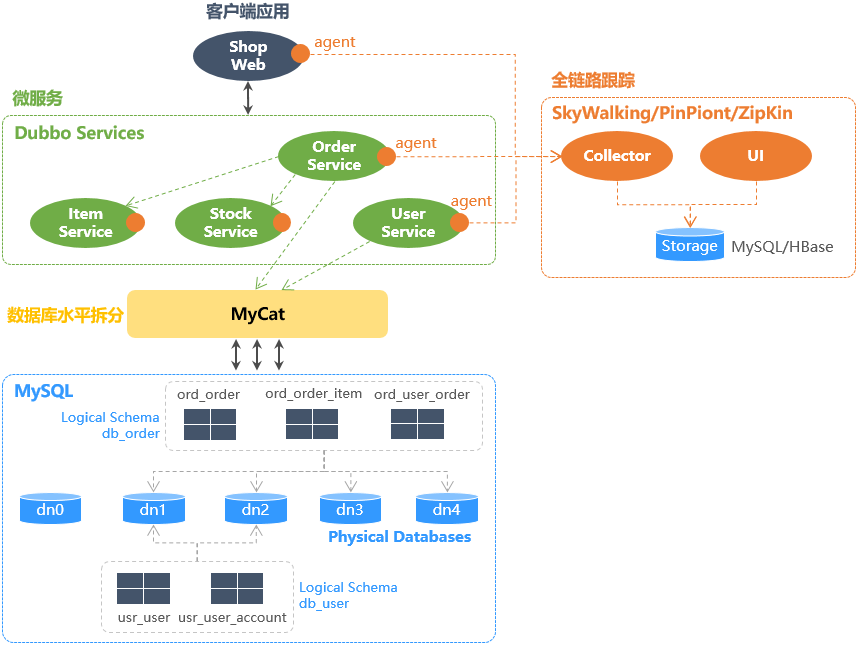 客户端应用
Shop
Web
agent
微服务
Dubbo Services
Order
Service
agent
Item
Service
Stock
Service
User
Service
agent
全链路跟踪
SkyWalking/PinPiont/ZipKin
Collector
UI
Storage
MySQL/HBase
数据库水平拆分
MyCat
MySQL
Logical Schema
db_order
ord_order
ord_order_item
ord_user_order
dn0
dn1
dn2
dn3
dn4
Physical Databases
usr_user
usr_user_account
Logical Schema
db_user